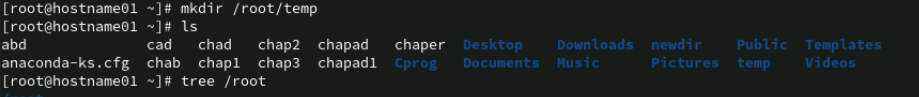 [root@hostname01 ~]# mkdir /root/temp
[root@hostname01 ~]# ls
abd cad chad chap2 chapad chaper Desktop Downloads newdir Public Templates
anaconda-ks.cfg chab chap1 chap3 chapad1 Cprog Documents Music Pictures temp Videos
[root@hostname01 ~]# tree /root